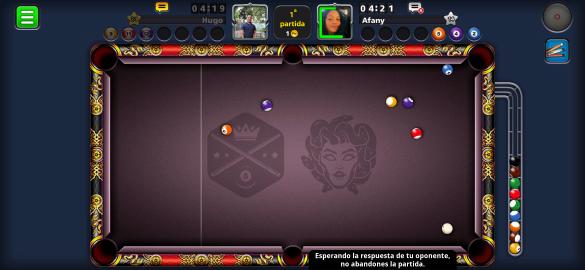 04:19
Hugo
1ª
partida
1
04:21
Afany
Esperando la respuesta de tu oponente,
no abandones la partida.